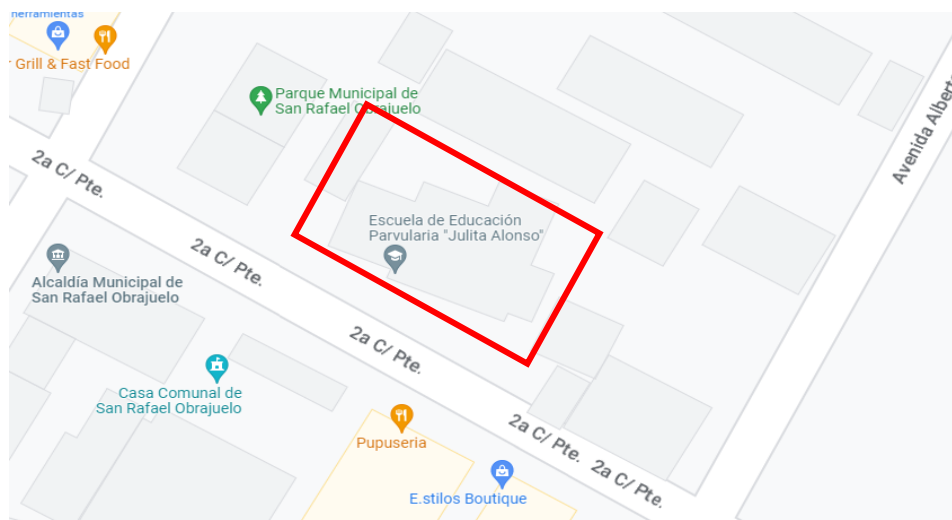 herramientas
Grill & Fast Food
Parque Municipal de
San Rafael Obrajuelo
2a C/ Pte.
Avenida Albert
Escuela de Educación
Parvularia "Julita Alonso"
2a C/ Pte.
Alcaldía Municipal de
San Rafael Obrajuelo
2a C/ Pte.
Casa Comunal de
San Rafael Obrajuelo
Pupuseria
2a C/ Pte.
2a C/ Pte.
E.stilos Boutique